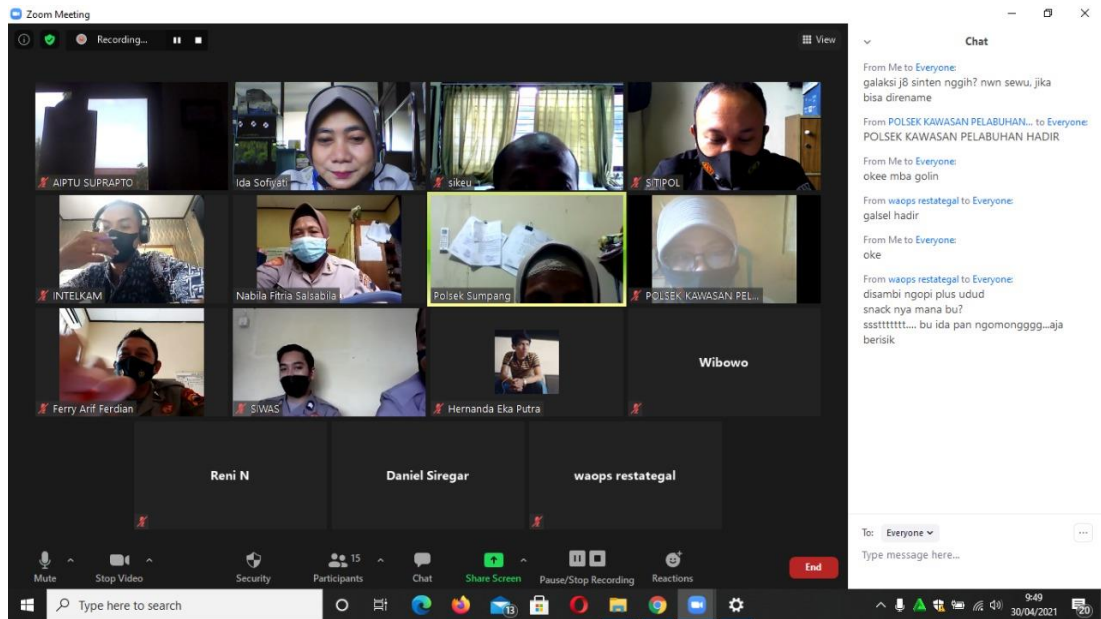 Zoom Meeting
Recording...
View
AIPTU SUPRAPTO
Ida Sofiyati
sikeu
SITIPOL
INTELKAM
Nabila Fitria Salsabila
Polsek Sumpang
POLSEK KAWASAN PEL...
Ferry Arif Ferdian
SIWAS
Hernanda Eka Putra
Wibowo
Reni N
Daniel Siregar
waops restategal
Mute
Stop Video
Security
Participants
15
Chat
Share Screen
Pause/Stop Recording
Reactions
End
Chat
From Me to Everyone:
galaksi j8 sinten nggih? nwn sewu, jika
bisa direname
From POLSEK KAWASAN PELABUHAN... to Everyone:
POLSEK KAWASAN PELABUHAN HADIR
From Me to Everyone:
okee mba golin
From waops restategal to Everyone:
galsel hadir
From Me to Everyone:
oke
From waops restategal to Everyone:
disambi ngopi plus udud
snack nya mana bu?
ssstttttt.... bu ida pan ngomongggg...aja
berisik
To: Everyone
Type message here...
Type here to search
13
9:49
30/04/2021
20